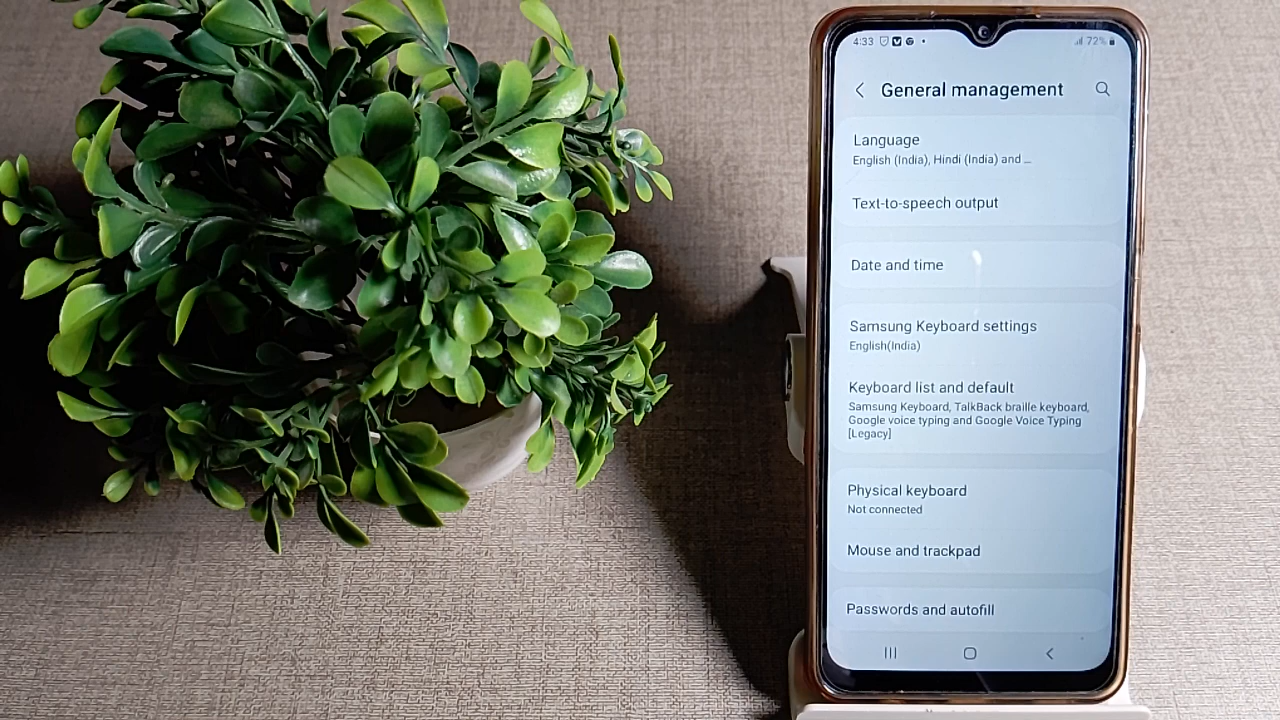 4:33 72%
General management
Language
English (India), Hindi (India) and ...
Text-to-speech output
Date and time
Samsung Keyboard settings
English(India)
Keyboard list and default
Samsung Keyboard, TalkBack braille keyboard,
Google voice typing and Google Voice Typing
[Legacy]
Physical keyboard
Not connected
Mouse and trackpad
Passwords and autofill